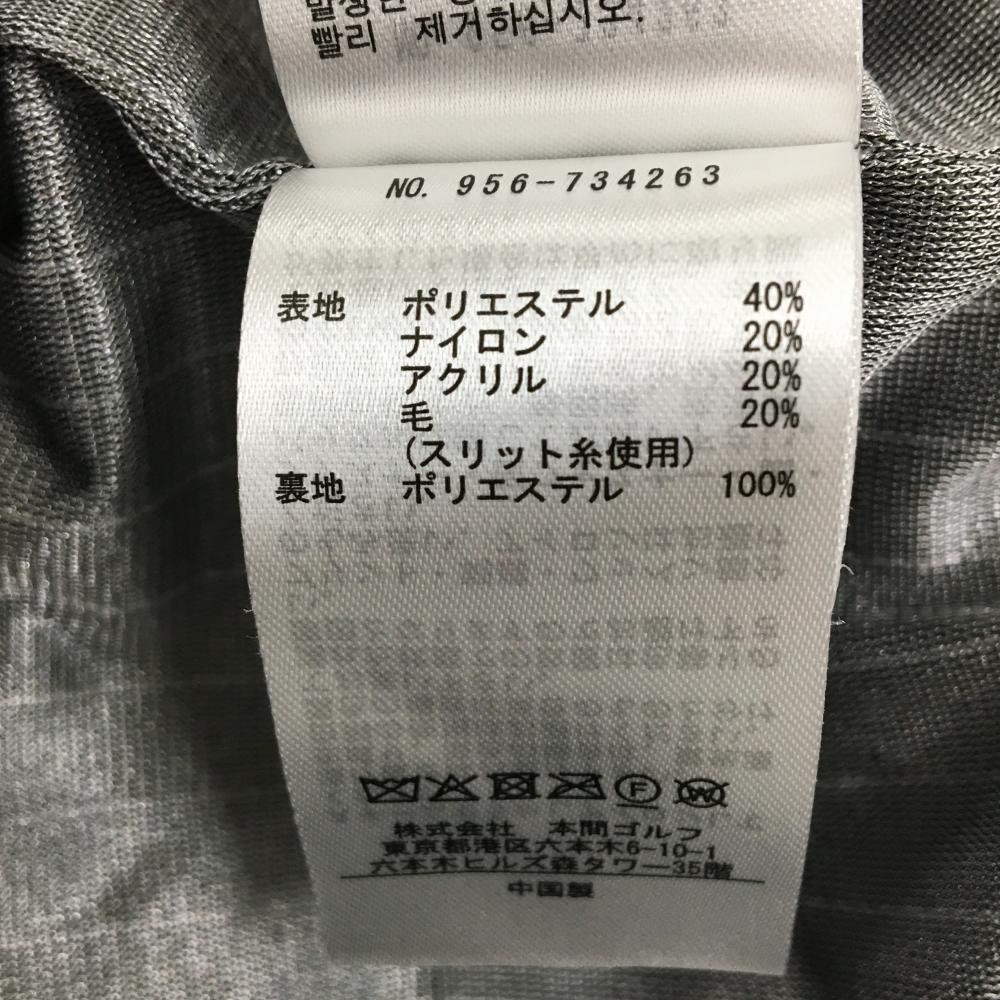 빨리 제거하십시오.
NO. 956-734263
表地 ポリエステル 40%
ナイロン 20%
アクリル 20%
毛 20%
(スリット糸使用)
裏地 ポリエステル 100%
F W
株式会社 本間ゴルフ
東京都港区六本木6-10-1
六本木ヒルズ森タワー35階
中国製